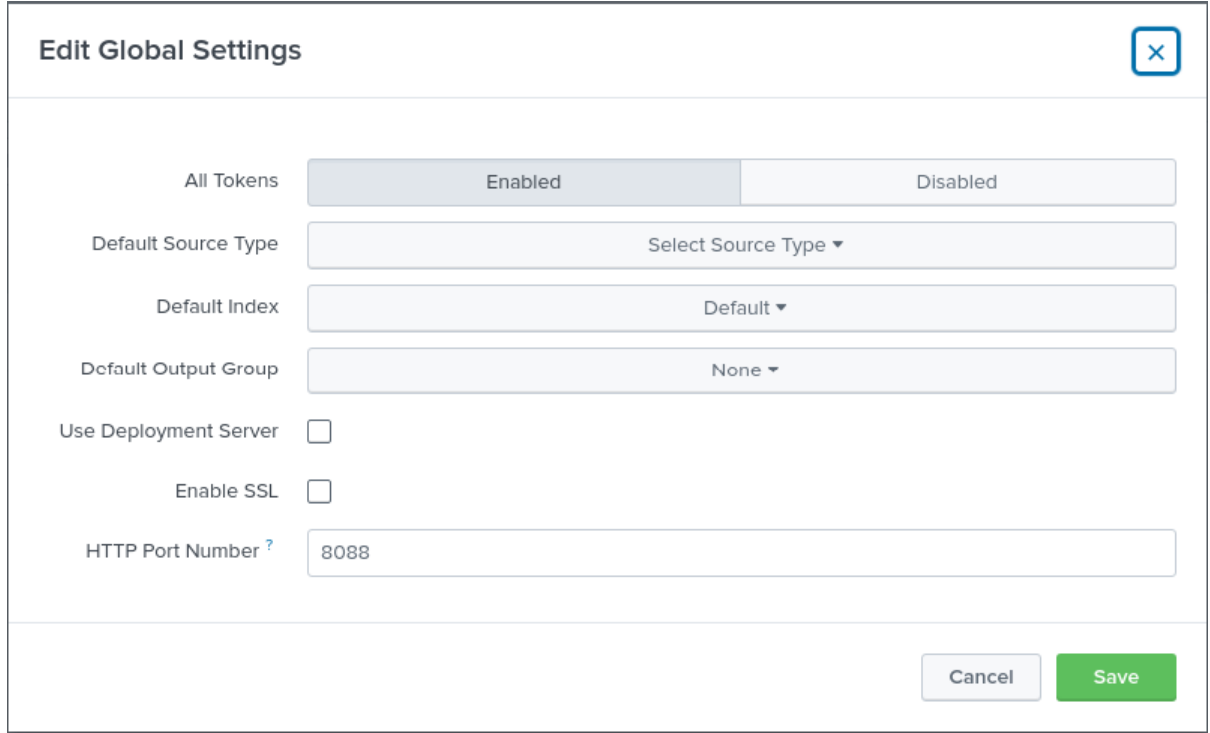 Edit Global Settings
All Tokens Enabled Disabled
Default Source Type Select Source Type
Default Index Default
Default Output Group None
Use Deployment Server
Enable SSL
HTTP Port Number ? 8088
Cancel Save